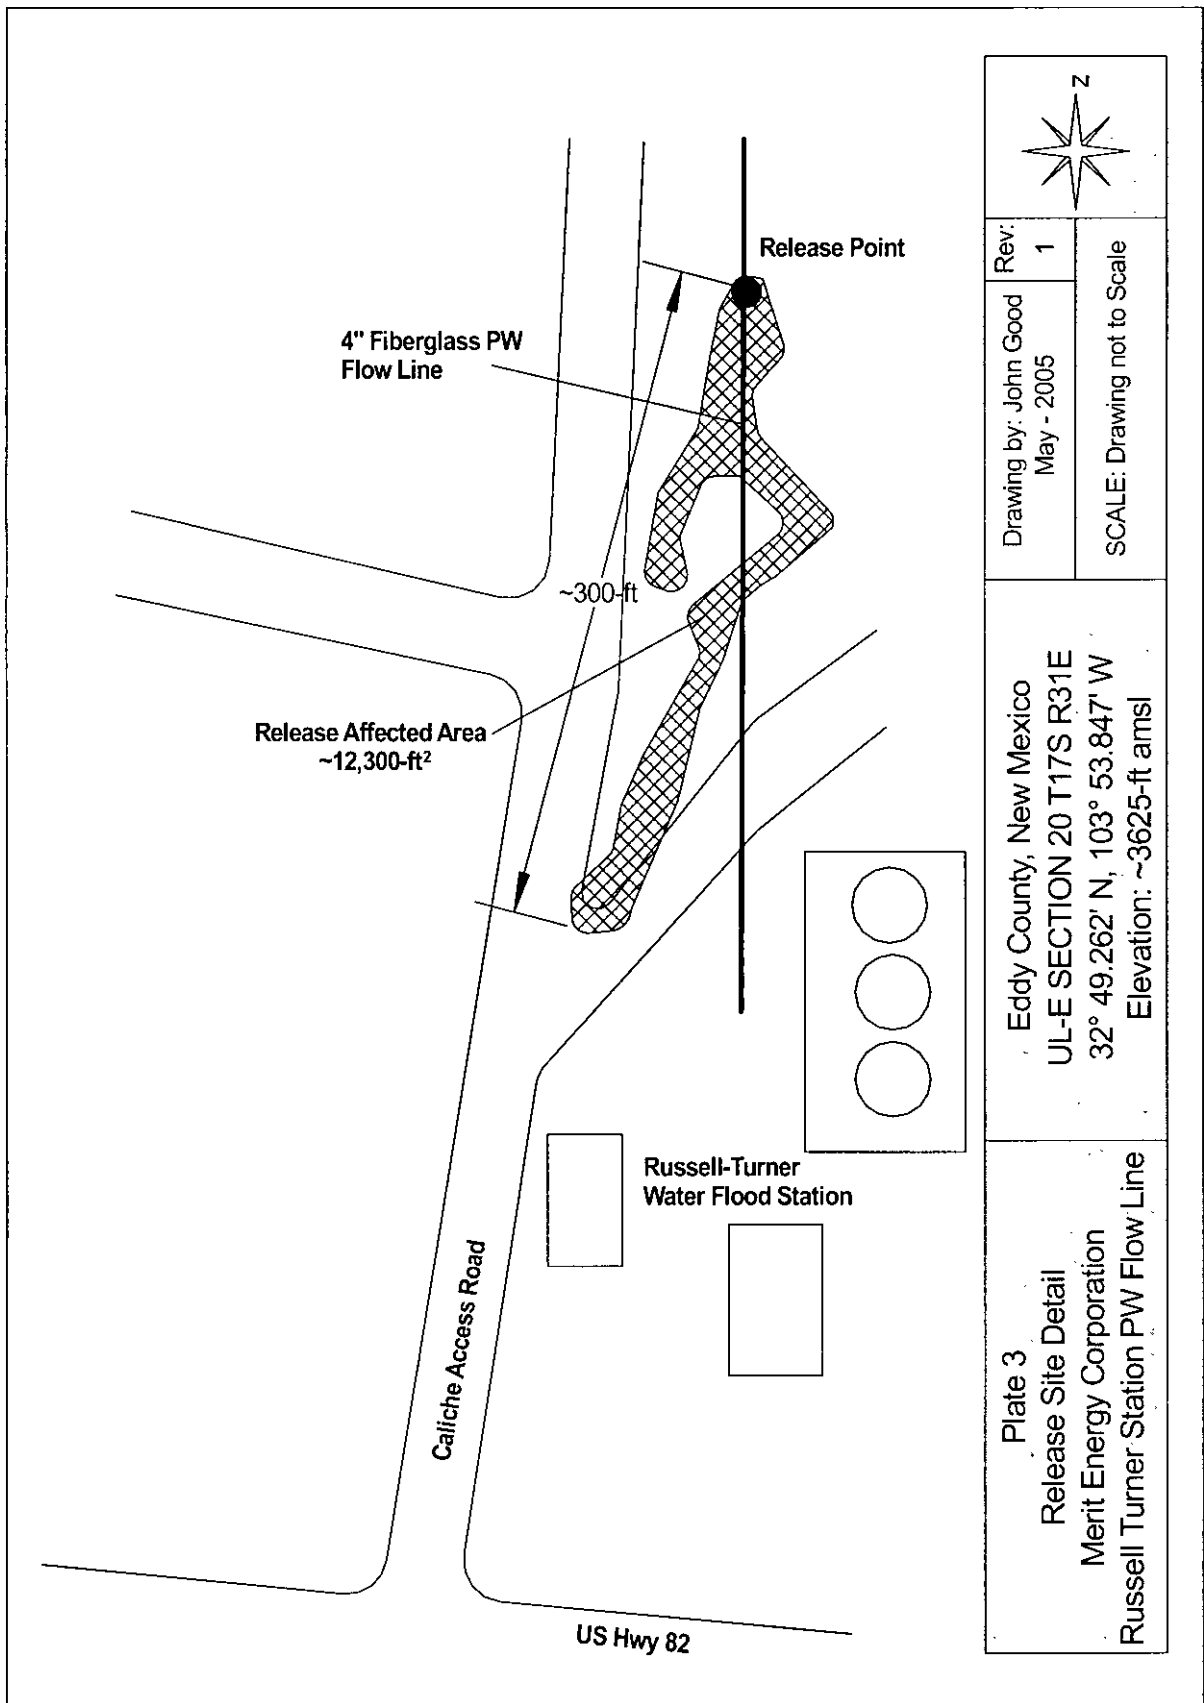 Release Point
4" Fiberglass PW
Flow Line
~300-ft
Release Affected Area
~12,300-ft²
Russell-Turner
Water Flood Station
Caliche Access Road
US Hwy 82
Plate 3
Release Site Detail
Merit Energy Corporation
Russell Turner Station PW Flow Line
Eddy County, New Mexico
UL-E SECTION 20 T17S R31E
32° 49.262' N, 103° 53.847' W
Elevation: ~3625-ft amsl
Drawing by: John Good
May - 2005
Rev:
1
SCALE: Drawing not to Scale
N